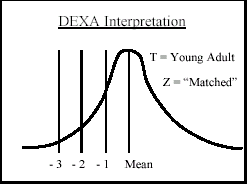 DEXA Interpretation
T = Young Adult
Z = “Matched”
- 3 - 2 - 1 Mean